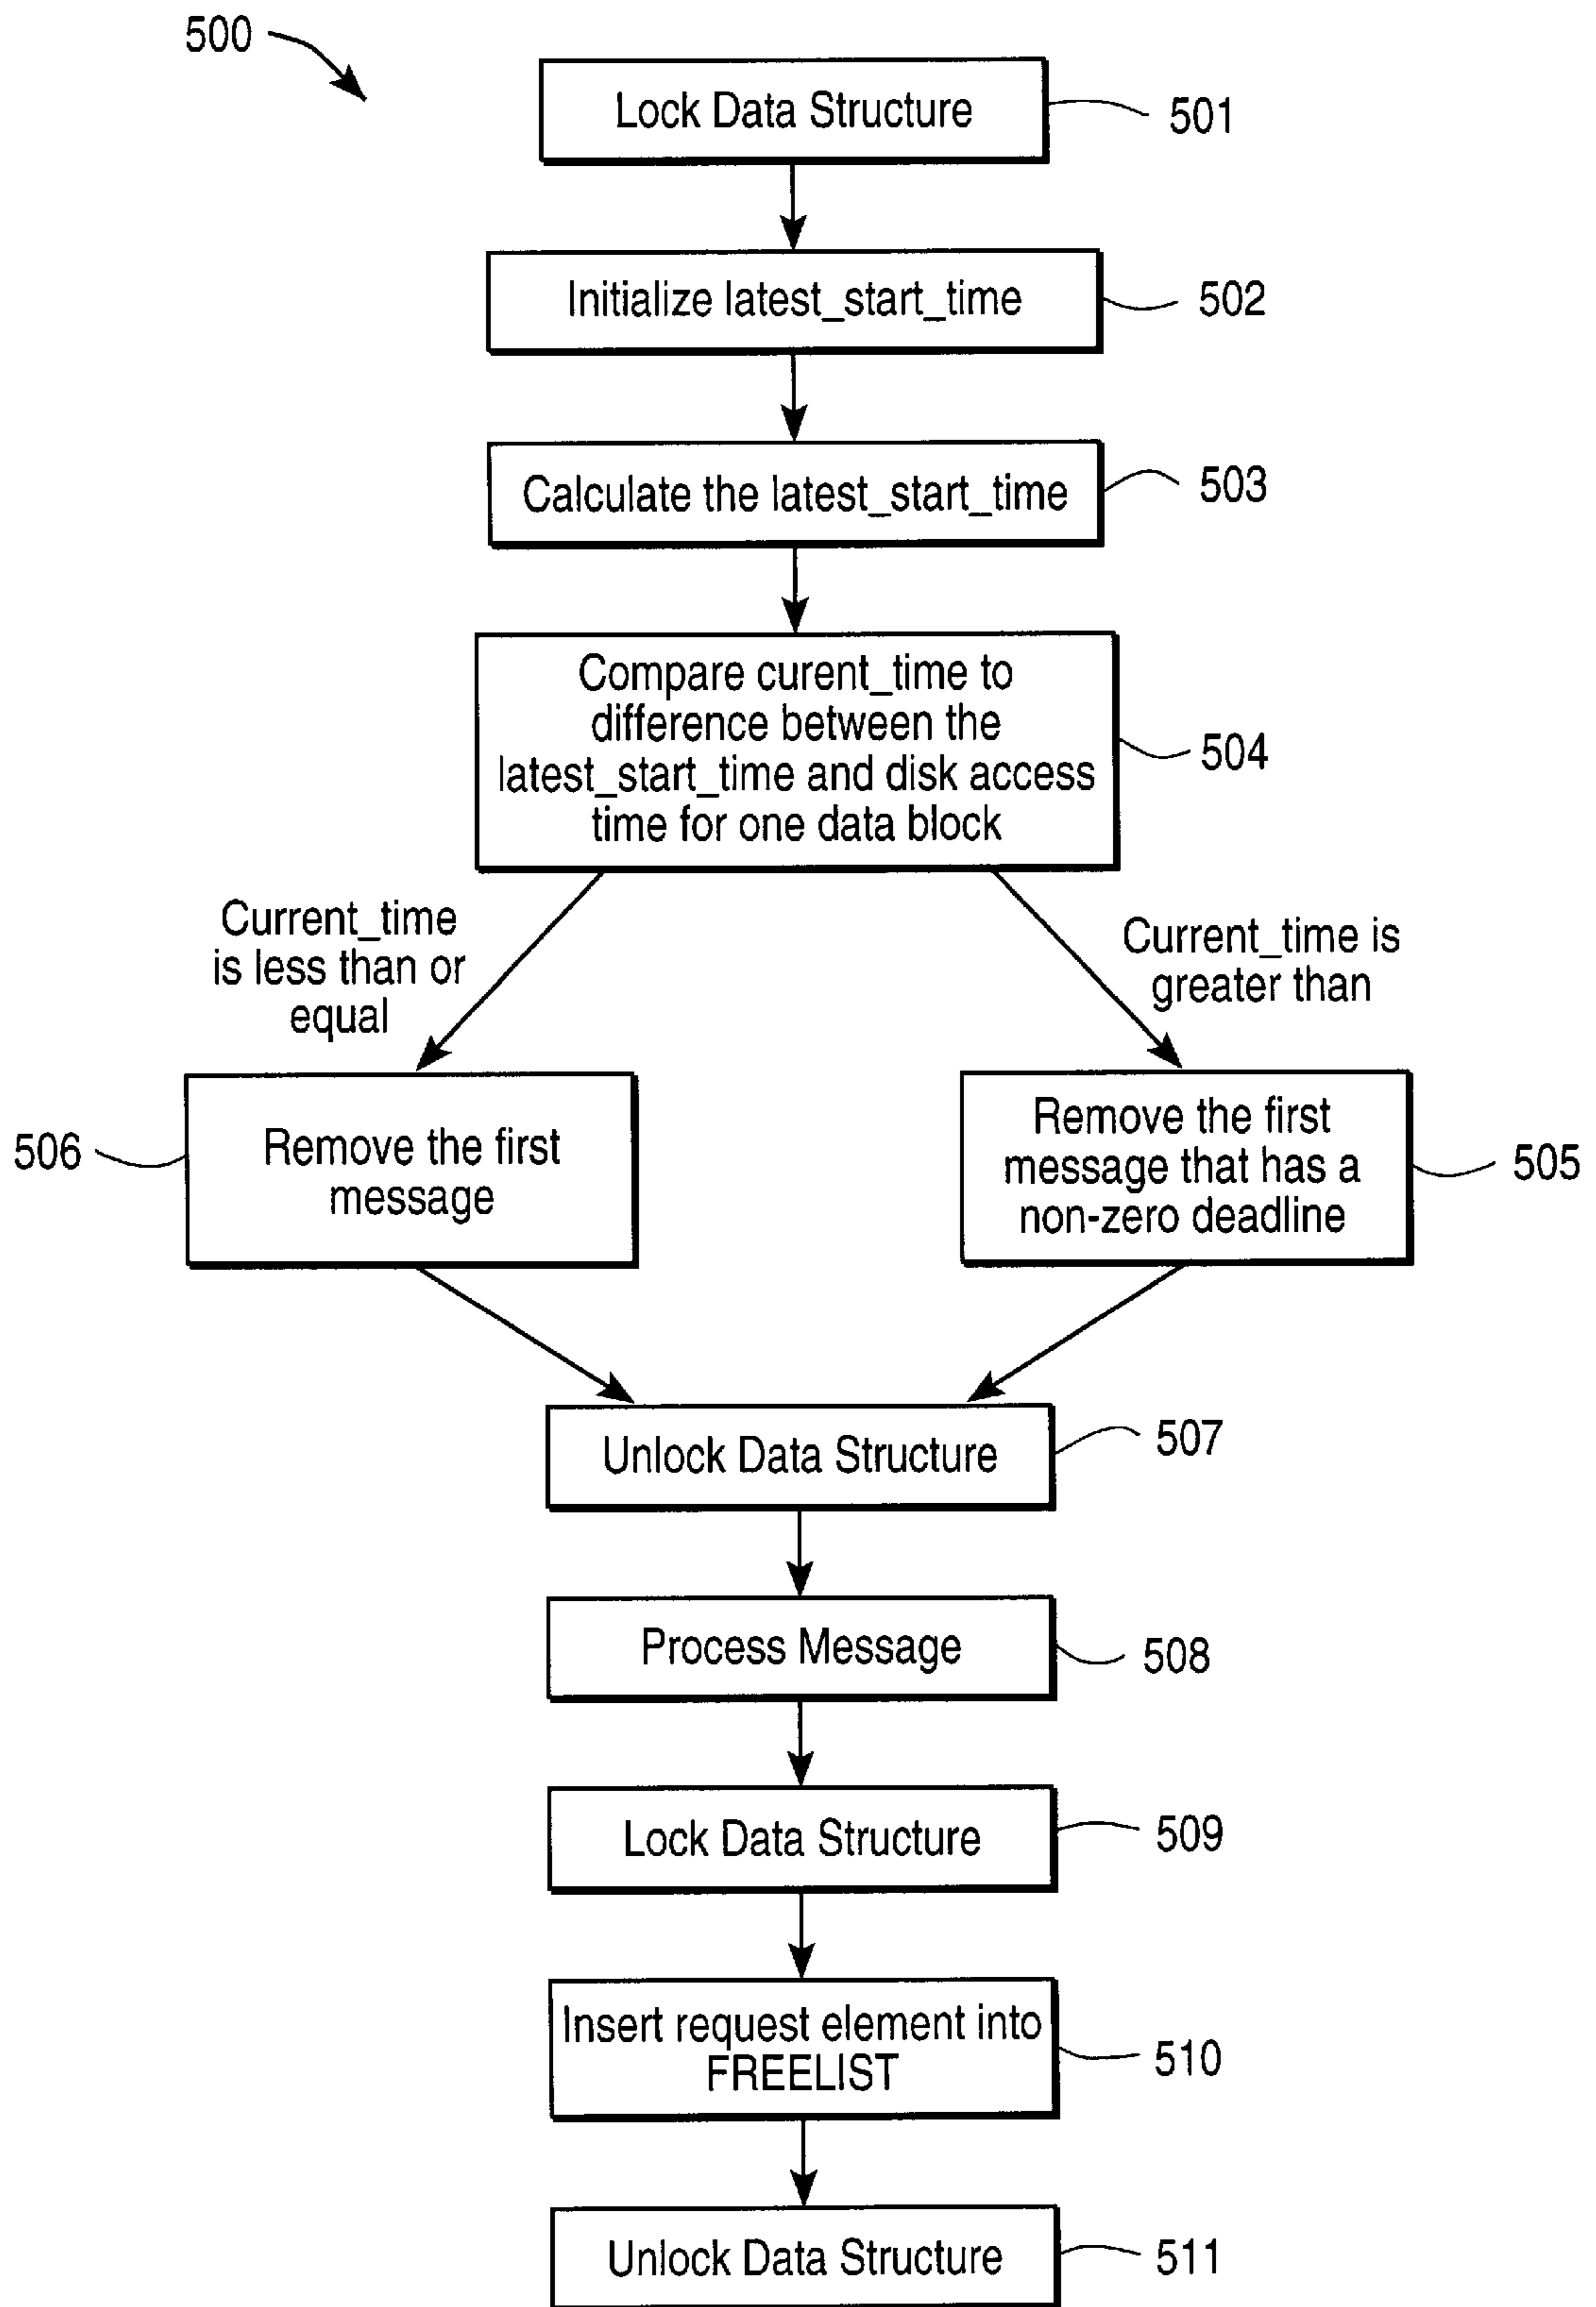 500
Lock Data Structure
501
Initialize latest_start_time
502
Calculate the latest_start_time
503
Compare curent_time to
difference between the
latest_start_time and disk access
time for one data block
504
Current_time
is less than or
equal
Current_time is
greater than
506
Remove the first
message
Remove the first
message that has a
non-zero deadline
505
Unlock Data Structure
507
Process Message
508
Lock Data Structure
509
Insert request element into
FREELIST
510
Unlock Data Structure
511